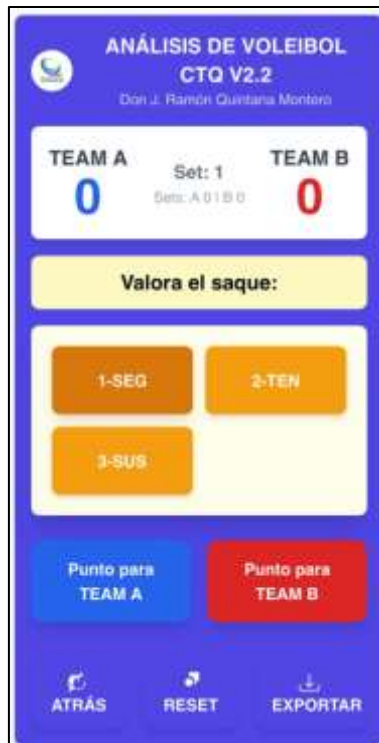 ANÁLISIS DE VOLEIBOL
CTQ V2.2
Don J. Ramón Quintana Montero
TEAM A
0
Set: 1
Sets: A 0 | B 0
TEAM B
0
Valora el saque:
1-SEG
2-TEN
3-SUS
Punto para
TEAM A
Punto para
TEAM B
ATRÁS
RESET
EXPORTAR